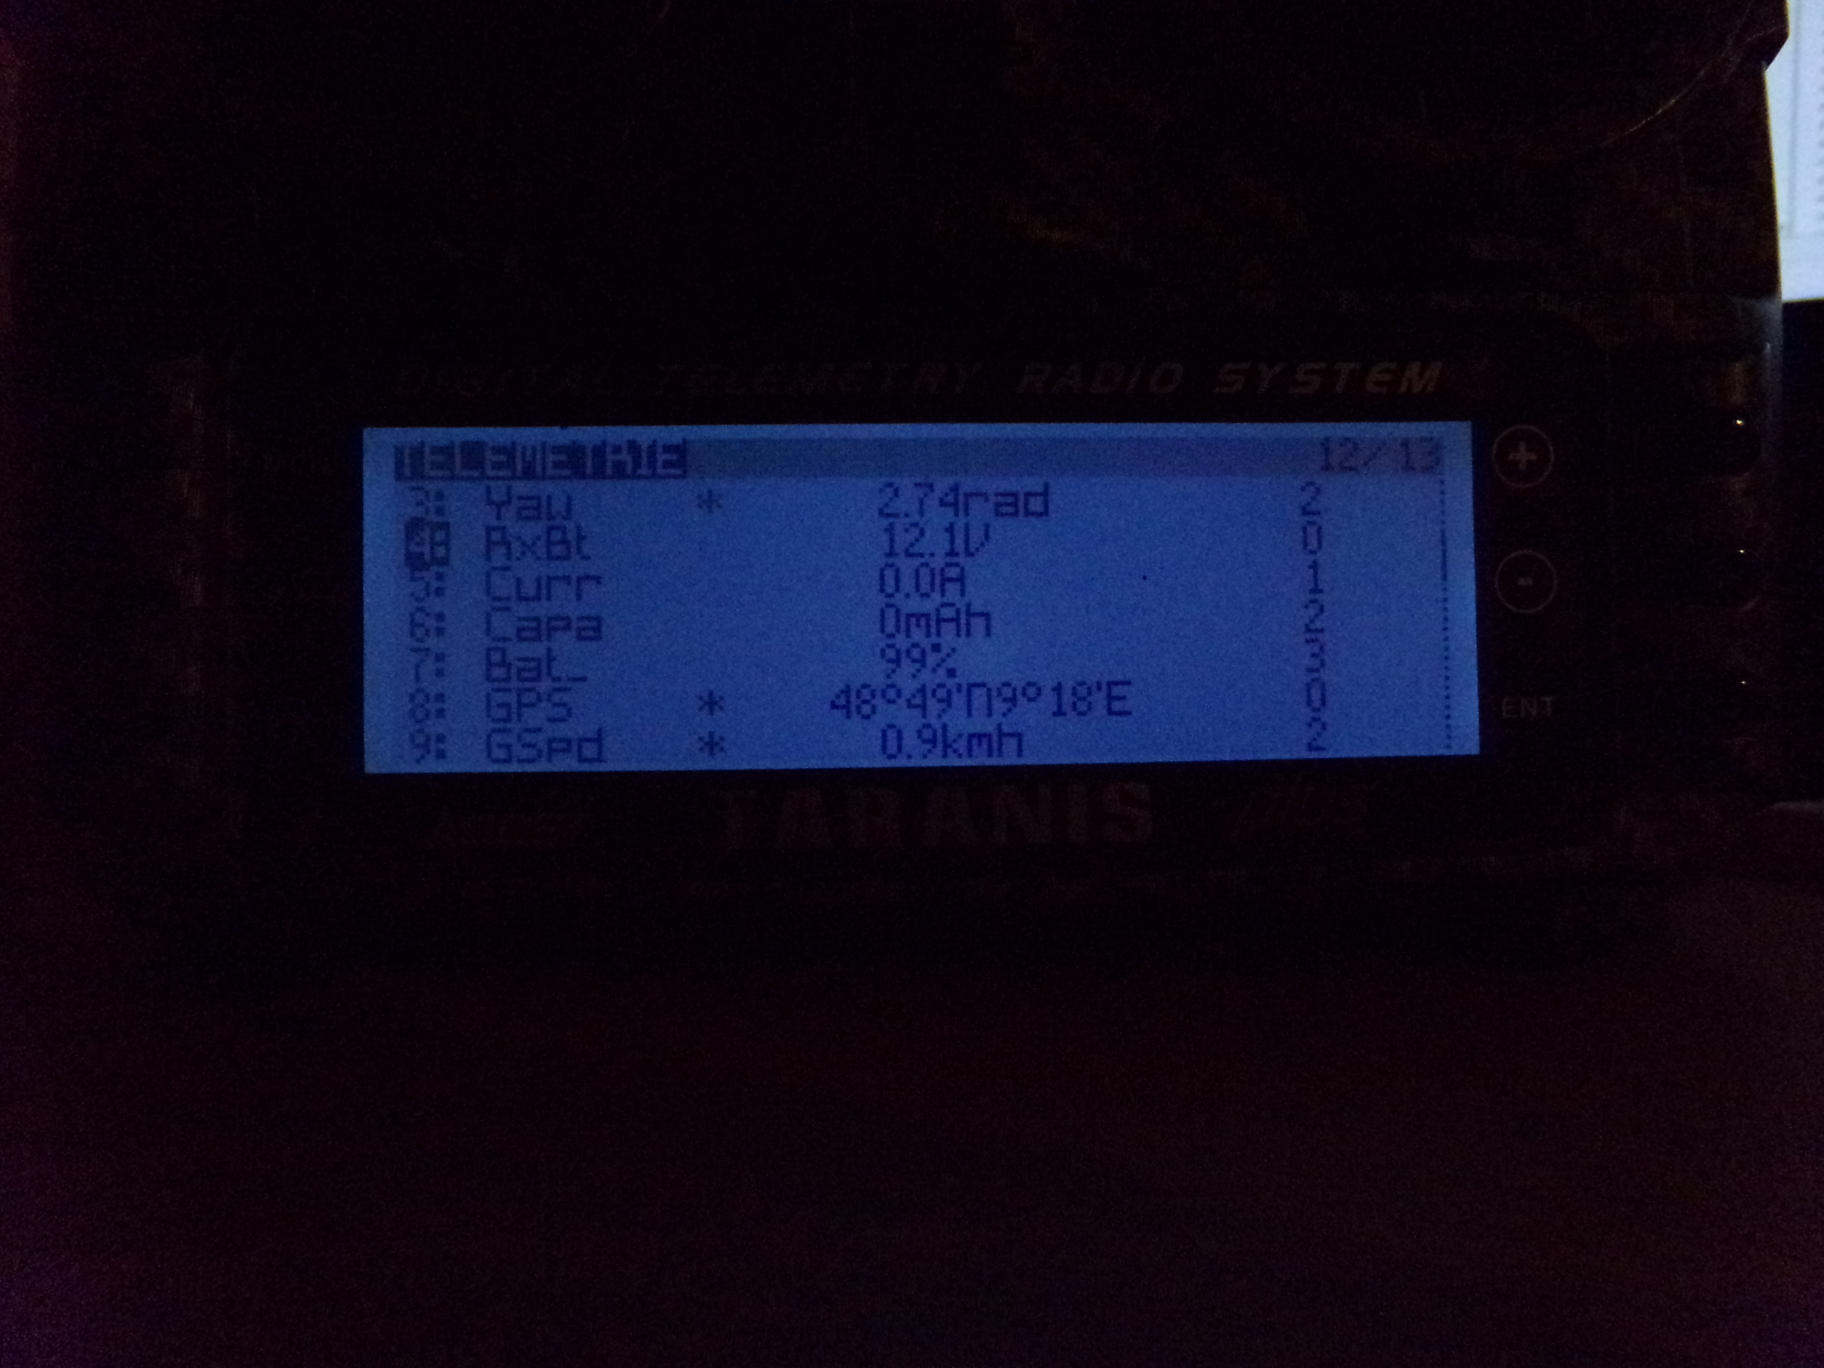 DIGITAL TELEMETRY RADIO SYSTEM
TELEMETRIE 12/13
3: Yaw * 2.74rad 2
4: RxBt 12.1V 0
5: Curr 0.0A 1
6: Capa 0mAh 2
7: Bat_ 99% 3
8: GPS * 48°49'N9°18'E 0
9: GSpd * 0.9kmh 2
+
-
ENT
TARANIS plus